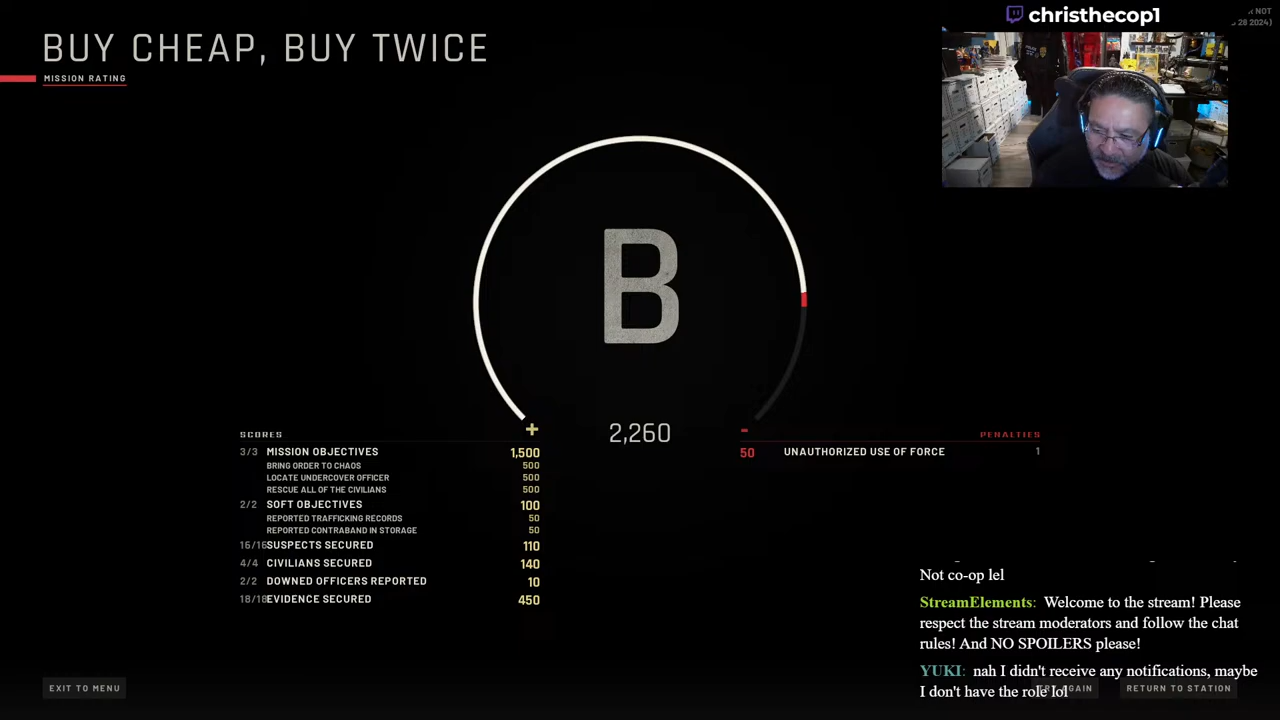 christhecop1
NOT
28 2024)
BUY CHEAP, BUY TWICE
MISSION RATING
B
2,260
SCORES
3/3 MISSION OBJECTIVES 1,500
BRING ORDER TO CHAOS 500
LOCATE UNDERCOVER OFFICER 500
RESCUE ALL OF THE CIVILIANS 500
2/2 SOFT OBJECTIVES 100
REPORTED TRAFFICKING RECORDS 50
REPORTED CONTRABAND IN STORAGE 50
16/16 SUSPECTS SECURED 110
4/4 CIVILIANS SECURED 140
2/2 DOWNED OFFICERS REPORTED 10
18/18 EVIDENCE SECURED 450
PENALTIES
50 UNAUTHORIZED USE OF FORCE 1
Not co-op lel
StreamElements: Welcome to the stream! Please
respect the stream moderators and follow the chat
rules! And NO SPOILERS please!
YUKI: nah I didn't receive any notifications, maybe
I don't have the role lol
EXIT TO MENU
AGAIN
RETURN TO STATION